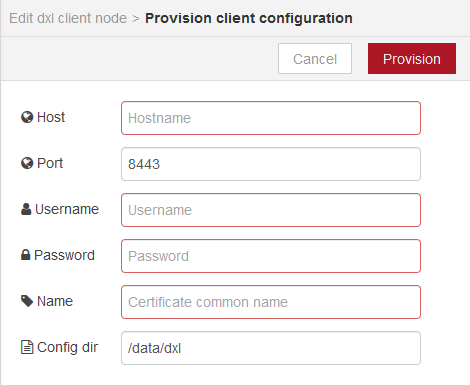 Edit dxl client node > Provision client configuration
Cancel Provision
Host Hostname
Port 8443
Username Username
Password Password
Name Certificate common name
Config dir /data/dxl